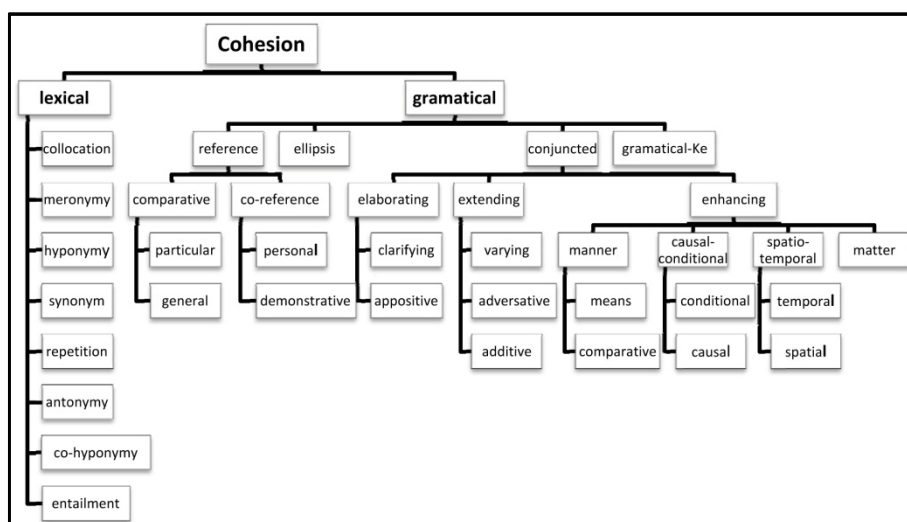 Cohesion
lexical
gramatical
collocation
reference
ellipsis
conjuncted
gramatical-Ke
meronymy
comparative
co-reference
elaborating
extending
enhancing
hyponymy
particular
personal
clarifying
varying
manner
causal-
conditional
spatio-
temporal
matter
synonym
general
demonstrative
appositive
adversative
means
conditional
temporal
repetition
additive
comparative
causal
spatial
antonymy
co-hyponymy
entailment